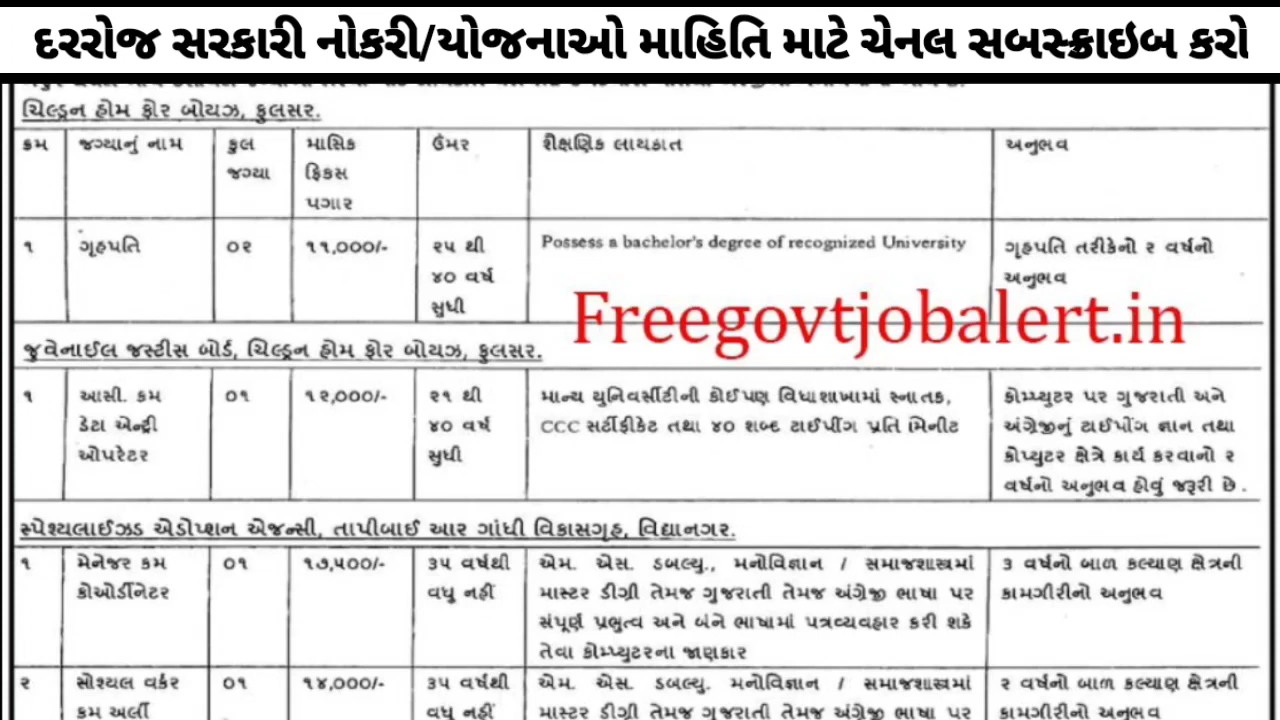 દરરોજ સરકારી નોકરી/યોજનાઓ માહિતિ માટે ચેનલ સબસ્ક્રાઇબ કરો
ચિલ્ડ્રન હોમ ફોર બોયઝ, ફુલસર.
ક્રમ જગ્યાનું નામ કુલ જગ્યા માસિક ફિકસ પગાર ઉંમર શૈક્ષણિક લાયકાત અનુભવ
૧ ગૃહપતિ ૦૨ ૧૧,૦૦૦/- ૨૫ થી ૪૦ વર્ષ સુધી Possess a bachelor's degree of recognized University ગૃહપતિ તરીકેનો ૨ વર્ષનો અનુભવ
Freegovtjobalert.in
જુવેનાઈલ જસ્ટીસ બોર્ડ, ચિલ્ડ્રન હોમ ફોર બોયઝ, ફુલસર.
૧ આસી. કમ ડેટા એન્ટ્રી ઓપરેટર ૦૧ ૧૨,૦૦૦/- ૨૧ થી ૪૦ વર્ષ સુધી માન્ય યુનિવર્સીટીની કોઈપણ વિધાશાખામાં સ્નાતક, CCC સર્ટીફીકેટ તથા ૪૦ શબ્દ ટાઈપીંગ પ્રતિ મિનીટ કોમ્પ્યુટર પર ગુજરાતી અને અંગ્રેજીનું ટાઈપીંગ જ્ઞાન તથા કોપ્યુટર ક્ષેત્રે કાર્ય કરવાનો ૨ વર્ષનો અનુભવ હોવું જરૂરી છે.
સ્પેશ્યલાઈઝડ એડોપ્શન એજન્સી, તાપીબાઈ આર ગાંધી વિકાસગૃહ, વિદ્યાનગર.
૧ મેનેજર કમ કોઓર્ડીનેટર ૦૧ ૧૭,૫૦૦/- ૩૫ વર્ષથી વધુ નહીં એમ. એસ. ડબલ્યુ., મનોવિજ્ઞાન / સમાજશાસ્ત્રમાં માસ્ટર ડીગ્રી તેમજ ગુજરાતી તેમજ અંગ્રેજી ભાષા પર સંપૂર્ણ પ્રભુત્વ અને બંને ભાષામાં પત્રવ્યવહાર કરી શકે તેવા કોમ્પ્યુટરના જાણકાર ૩ વર્ષનો બાળ કલ્યાણ ક્ષેત્રની કામગીરીનો અનુભવ
૨ સોશ્યલ વર્કર કમ અર્લી ૦૧ ૧૪,૦૦૦/- ૩૫ વર્ષથી વધુ નહીં એમ. એસ. ડબલ્યુ. મનોવિજ્ઞાન / સમાજશાસ્ત્રમાં માસ્ટર ડીગ્રી તેમજ ગુજરાતી તેમજ અંગ્રેજી ભાષા પર ૨ વર્ષનો બાળ કલ્યાણ ક્ષેત્રની કામગીરીનો અનુભવ